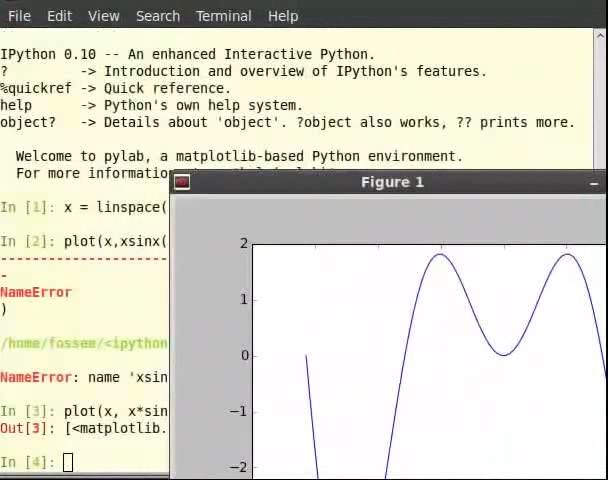 File Edit View Search Terminal Help
IPython 0.10 -- An enhanced Interactive Python.
? -> Introduction and overview of IPython's features.
%quickref -> Quick reference.
help -> Python's own help system.
object? -> Details about 'object'. ?object also works, ?? prints more.
Welcome to pylab, a matplotlib-based Python environment.
For more information
Figure 1
In [1]: x = linspace(
In [2]: plot(x,xsinx(
---------------------
-
NameError
)
/home/fossee/<ipython
NameError: name 'xsin
In [3]: plot(x, x*sin
Out[3]: [<matplotlib.
In [4]:
2
1
0
−1
−2